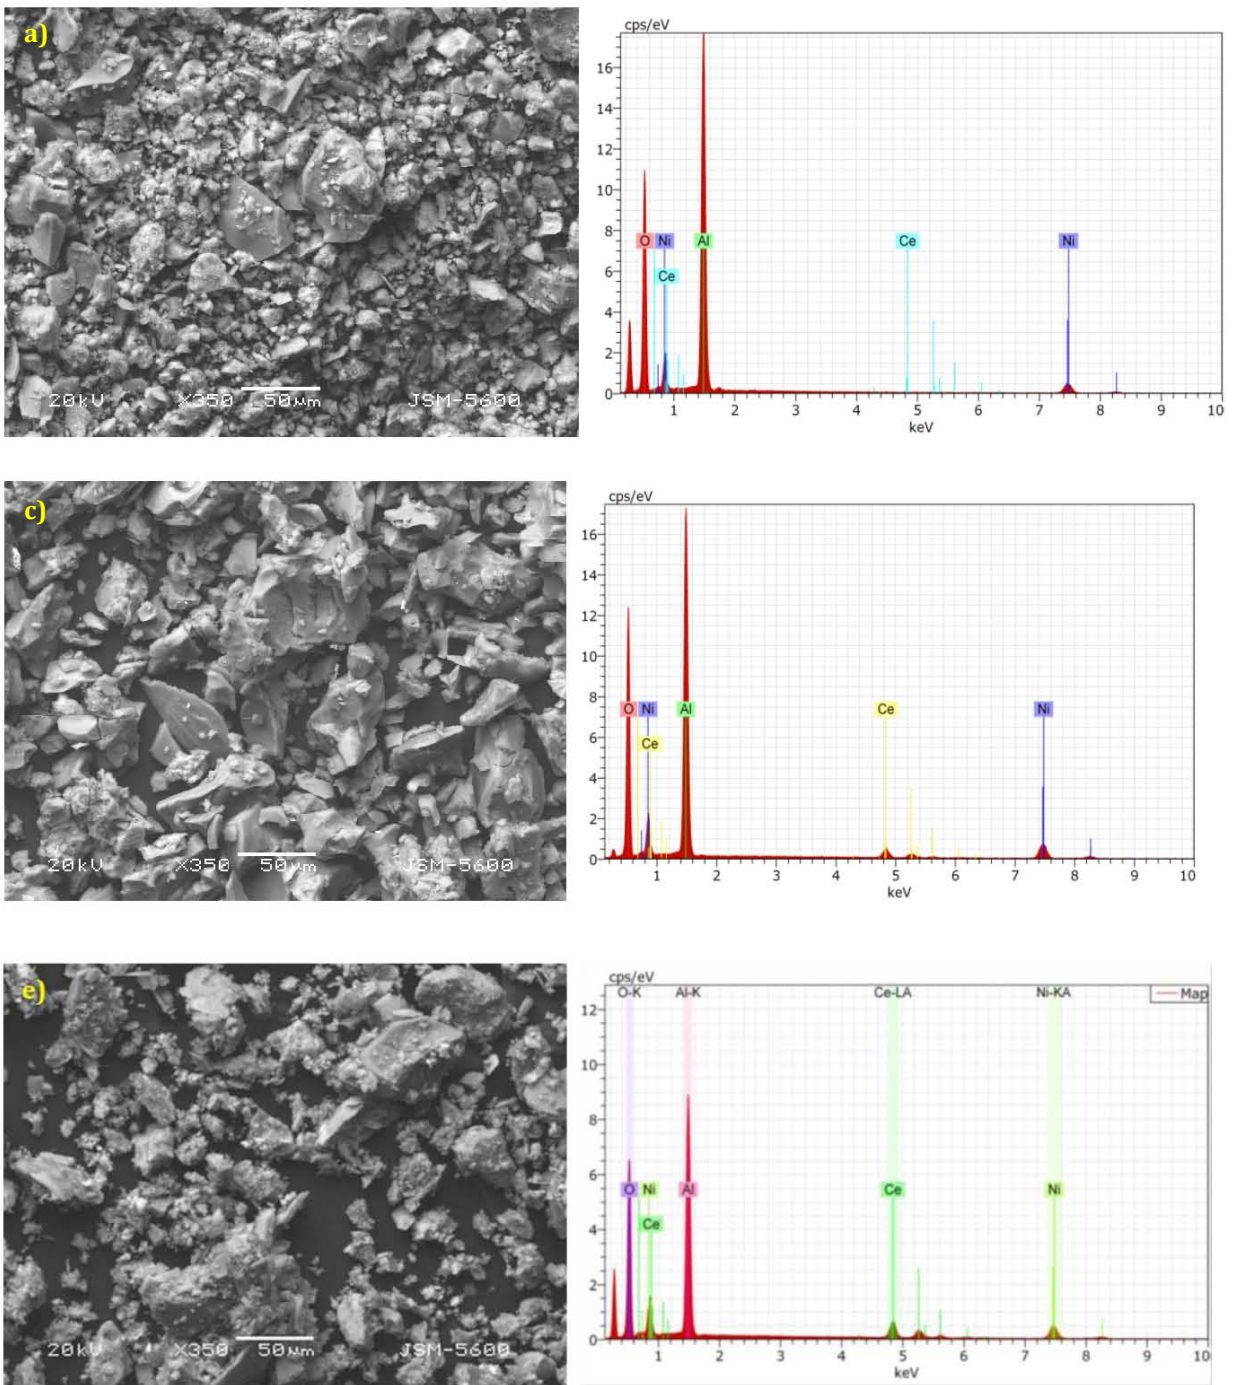 a)
20kV X350 50μm JSM-5600
cps/eV
16
14
12
10
8
6
4
2
0
O Ni Al Ce Ni
Ce
1 2 3 4 5 6 7 8 9 10
keV
c)
20kV X350 50μm JSM-5600
cps/eV
16
14
12
10
8
6
4
2
0
O Ni Al Ce Ni
Ce
1 2 3 4 5 6 7 8 9 10
keV
e)
20kV X350 50μm JSM-5600
cps/eV
O-K Al-K Ce-LA Ni-KA Map
12
10
8
6
4
2
0
O Ni Al Ce Ni
Ce
1 2 3 4 5 6 7 8 9 10
keV